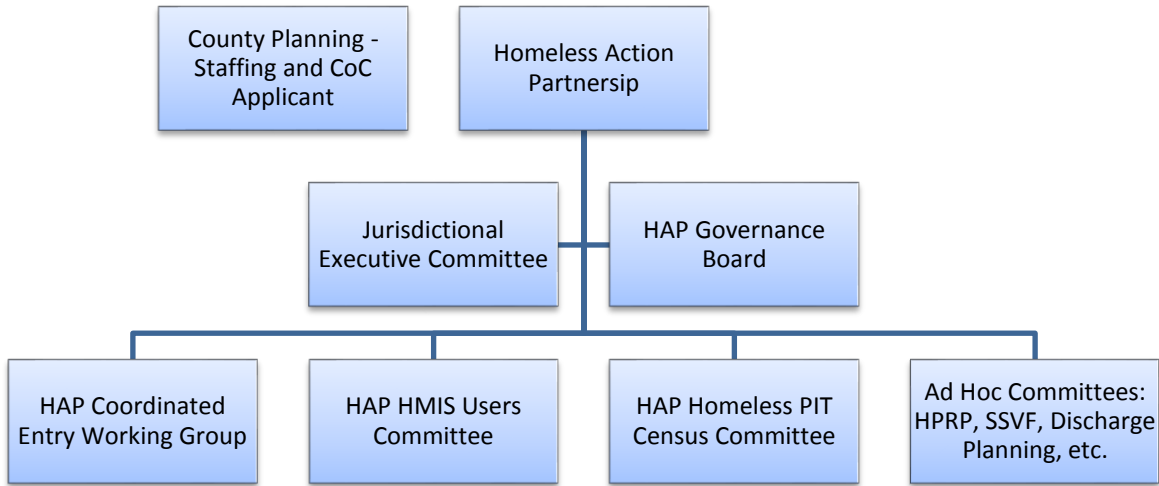 County Planning -
Staffing and CoC
Applicant
Homeless Action
Partnersip
Jurisdictional
Executive Committee
HAP Governance
Board
HAP Coordinated
Entry Working Group
HAP HMIS Users
Committee
HAP Homeless PIT
Census Committee
Ad Hoc Committees:
HPRP, SSVF, Discharge
Planning, etc.